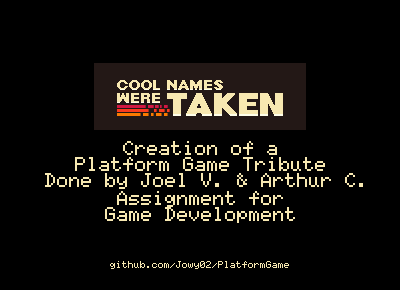 COOL NAMES
WERE TAKEN
Creation of a
Platform Game Tribute
Done by Joel V. & Arthur C.
Assignment for
Game Development
github.com/Jowy02/PlatformGame